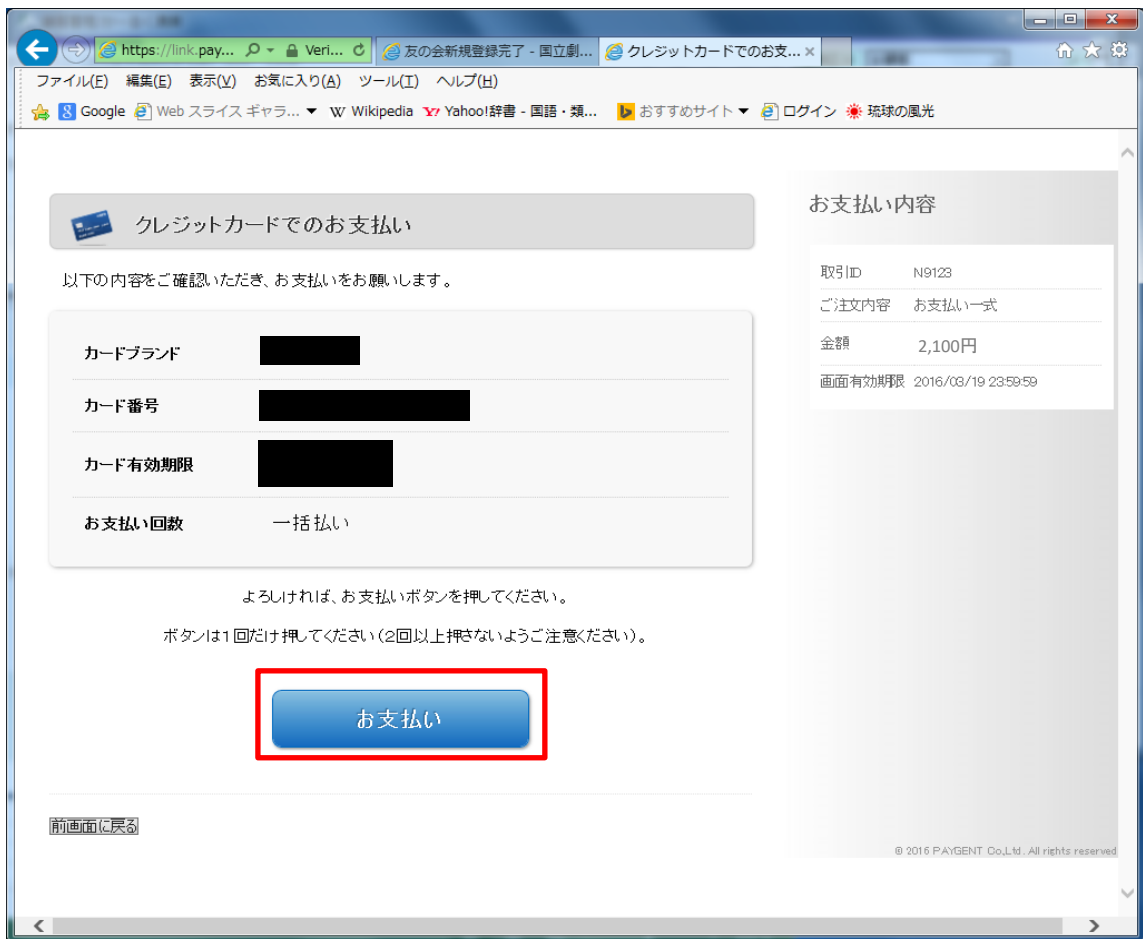 https://link.pay... Veri... 友の会新規登録完了 - 国立劇... クレジットカードでのお支...
ファイル(F) 編集(E) 表示(V) お気に入り(A) ツール(T) ヘルプ(H)
Google Web スライス ギャラ... Wikipedia Yahoo!辞書 - 国語・類... おすすめサイト ログイン 琉球の風光
クレジットカードでのお支払い
以下の内容をご確認いただき、お支払いをお願いします。
カードブランド
カード番号
カード有効期限
お支払い回数 一括払い
よろしければ、お支払いボタンを押してください。
ボタンは1回だけ押してください(2回以上押さないようご注意ください)。
お支払い
前画面に戻る
お支払い内容
取引ID N9123
ご注文内容 お支払い一式
金額 2,100円
画面有効期限 2016/03/19 23:59:59
© 2016 PAYGENT Co.,Ltd. All rights reserved